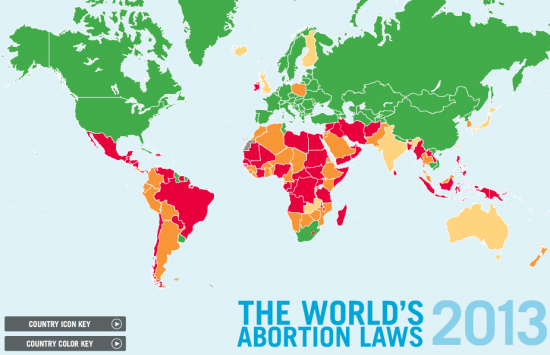 THE WORLD'S
ABORTION LAWS
2013
COUNTRY ICON KEY
COUNTRY COLOR KEY